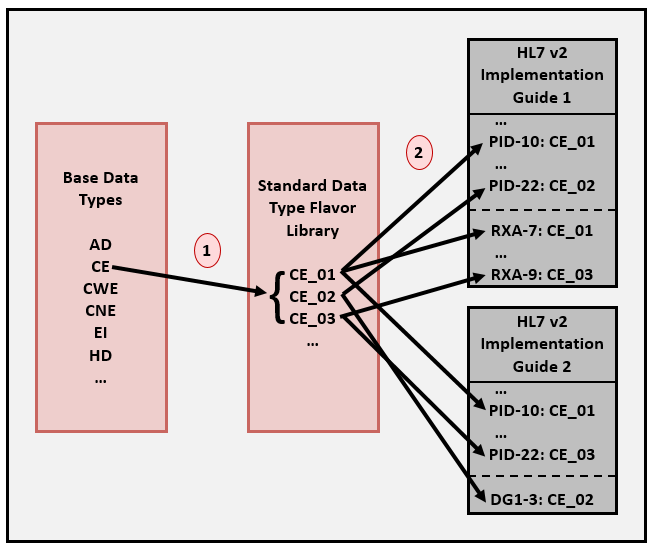 Base Data
Types
AD
CE
CWE
CNE
EI
HD
...
1
Standard Data
Type Flavor
Library
{
CE_01
CE_02
CE_03
...
2
HL7 v2
Implementation
Guide 1
...
PID-10: CE_01
...
PID-22: CE_02
RXA-7: CE_01
...
RXA-9: CE_03
HL7 v2
Implementation
Guide 2
...
PID-10: CE_01
...
PID-22: CE_03
DG1-3: CE_02